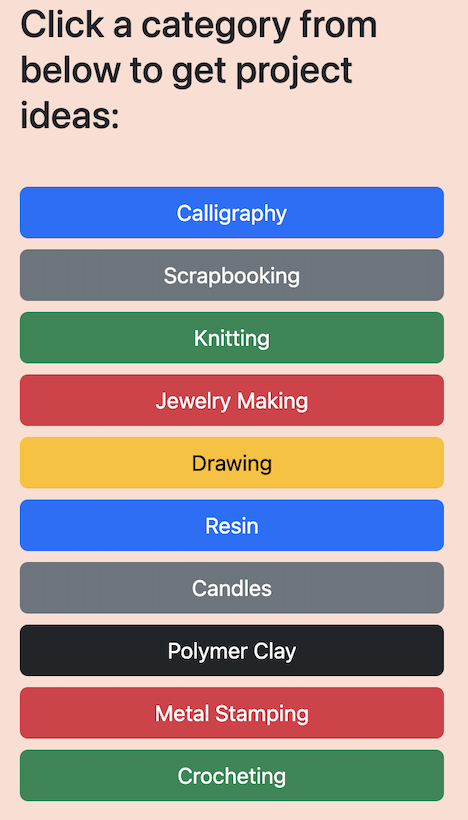 Click a category from
below to get project
ideas:
Calligraphy
Scrapbooking
Knitting
Jewelry Making
Drawing
Resin
Candles
Polymer Clay
Metal Stamping
Crocheting